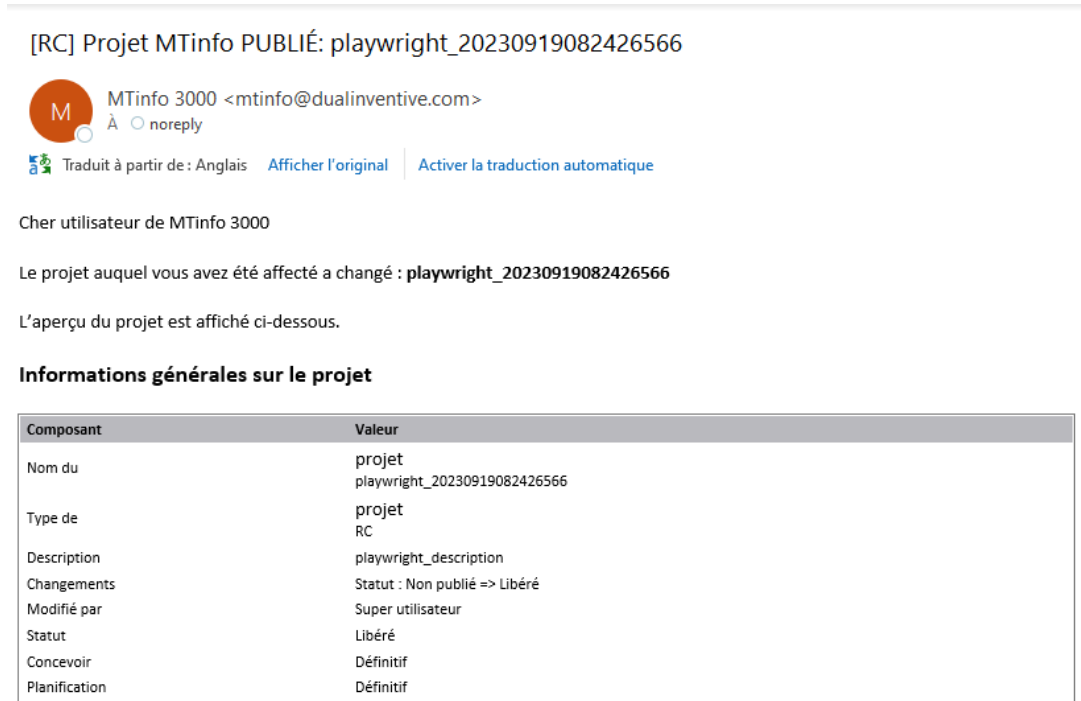 [RC] Projet MTinfo PUBLIÉ: playwright_20230919082426566
M
MTinfo 3000 <mtinfo@dualinventive.com>
À noreply
Traduit à partir de : Anglais Afficher l'original Activer la traduction automatique
Cher utilisateur de MTinfo 3000
Le projet auquel vous avez été affecté a changé : playwright_20230919082426566
L'aperçu du projet est affiché ci-dessous.
Informations générales sur le projet
Composant Valeur
Nom du projet
playwright_20230919082426566
Type de projet
RC
Description playwright_description
Changements Statut : Non publié => Libéré
Modifié par Super utilisateur
Statut Libéré
Concevoir Définitif
Planification Définitif